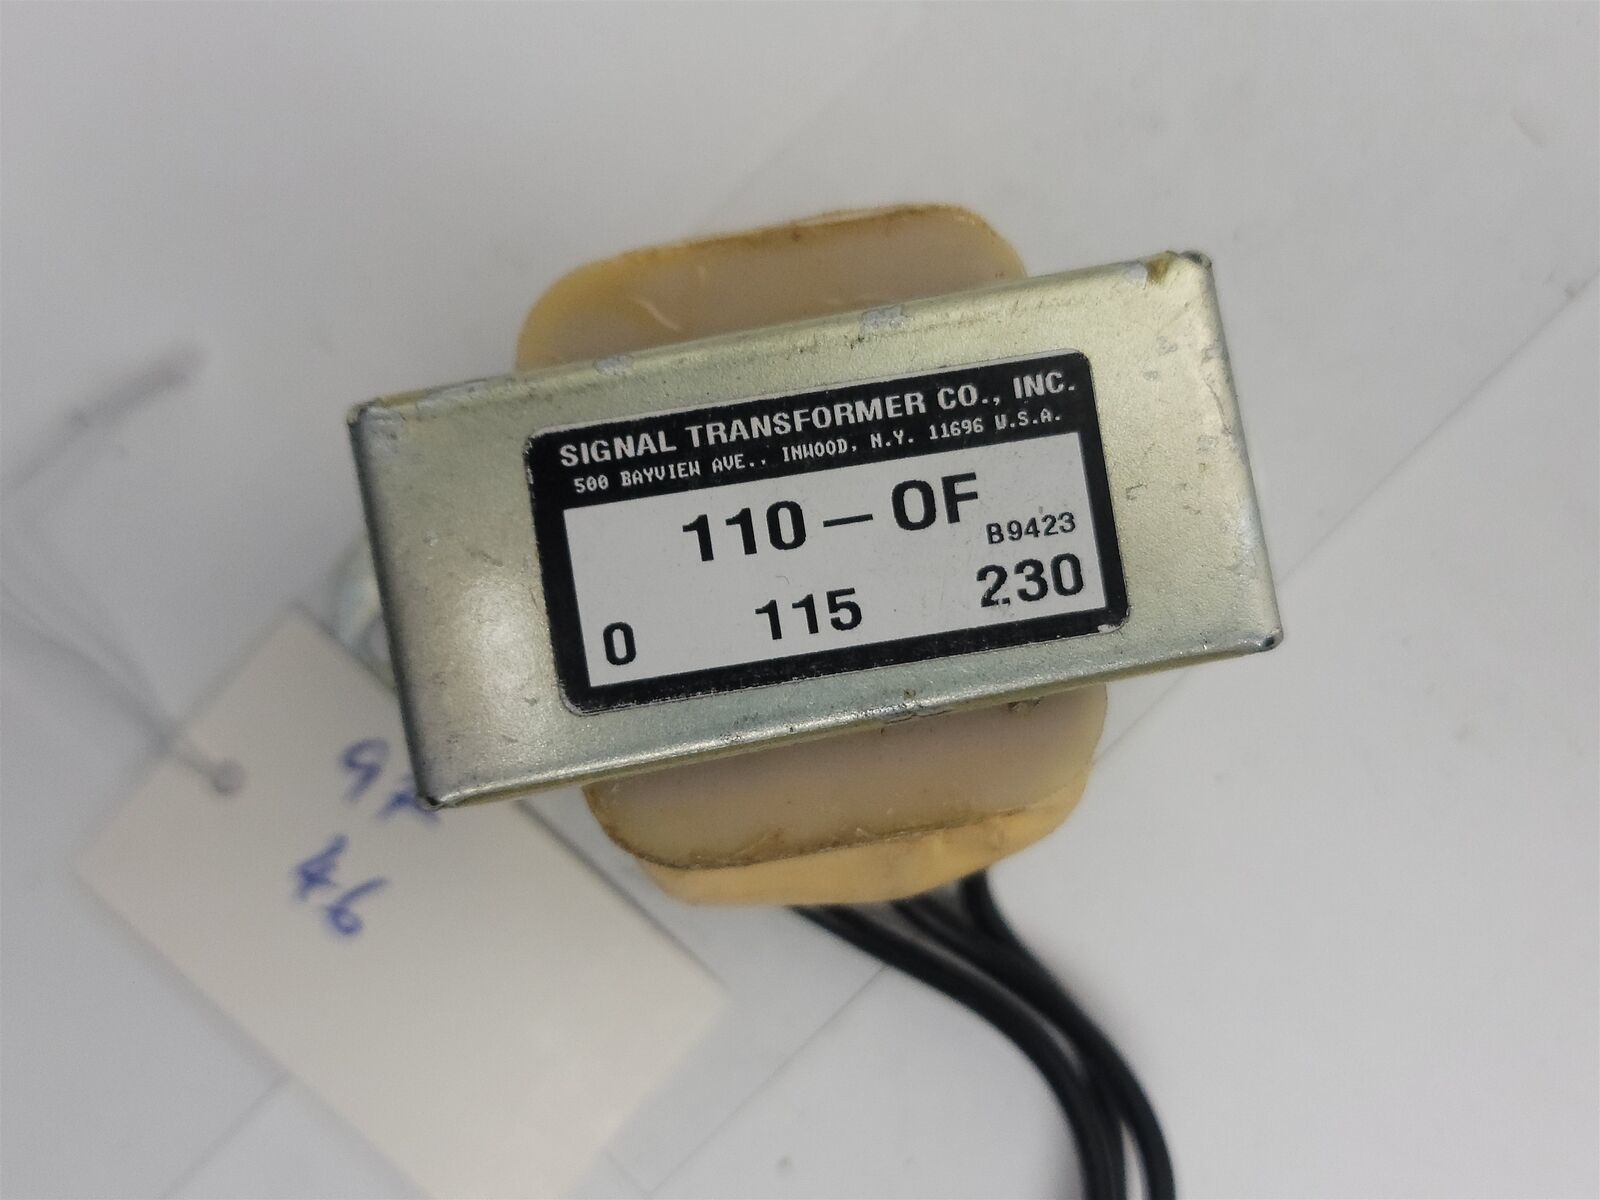 SIGNAL TRANSFORMER CO., INC.
500 BAYVIEW AVE., INWOOD, N.Y. 11696 U.S.A.
110-OF
B9423
0 115 230
46